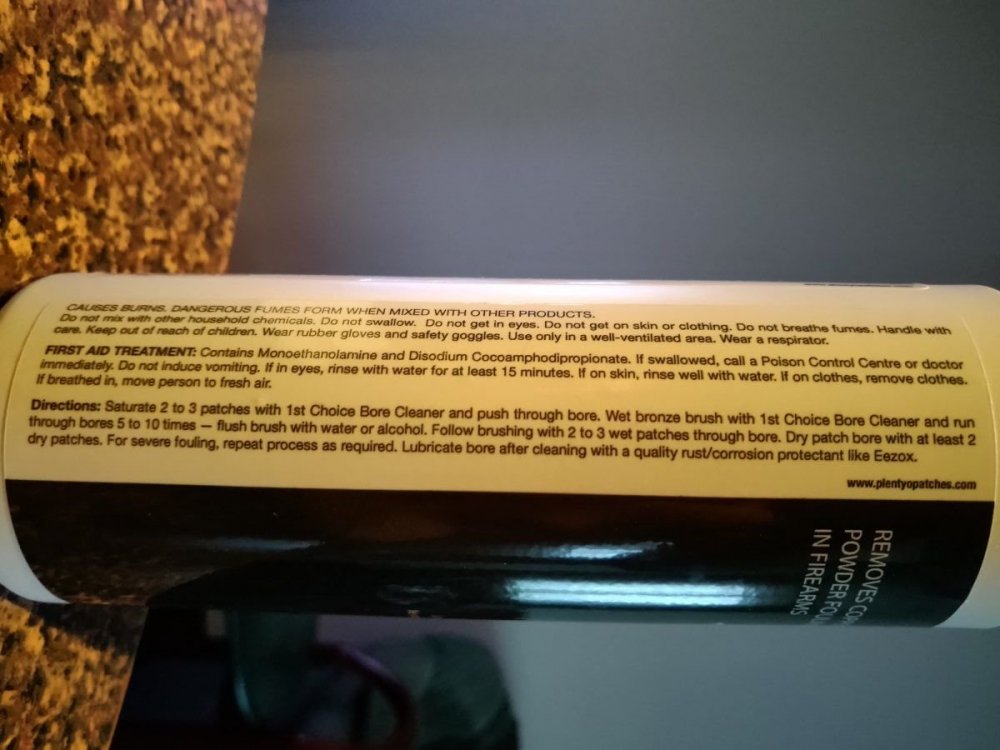 CAUSES BURNS. DANGEROUS FUMES FORM WHEN MIXED WITH OTHER PRODUCTS.
Do not mix with other household chemicals. Do not swallow. Do not get in eyes. Do not get on skin or clothing. Do not breathe fumes. Handle with
care. Keep out of reach of children. Wear rubber gloves and safety goggles. Use only in a well-ventilated area. Wear a respirator.
FIRST AID TREATMENT: Contains Monoethanolamine and Disodium Cocoamphodipropionate. If swallowed, call a Poison Control Centre or doctor
immediately. Do not induce vomiting. If in eyes, rinse with water for at least 15 minutes. If on skin, rinse well with water. If on clothes, remove clothes.
If breathed in, move person to fresh air.
Directions: Saturate 2 to 3 patches with 1st Choice Bore Cleaner and push through bore. Wet bronze brush with 1st Choice Bore Cleaner and run
through bores 5 to 10 times — flush brush with water or alcohol. Follow brushing with 2 to 3 wet patches through bore. Dry patch bore with at least 2
dry patches. For severe fouling, repeat process as required. Lubricate bore after cleaning with a quality rust/corrosion protectant like Eezox.
www.plentyopatches.com
REMOVES
POWDER
IN FIREARMS